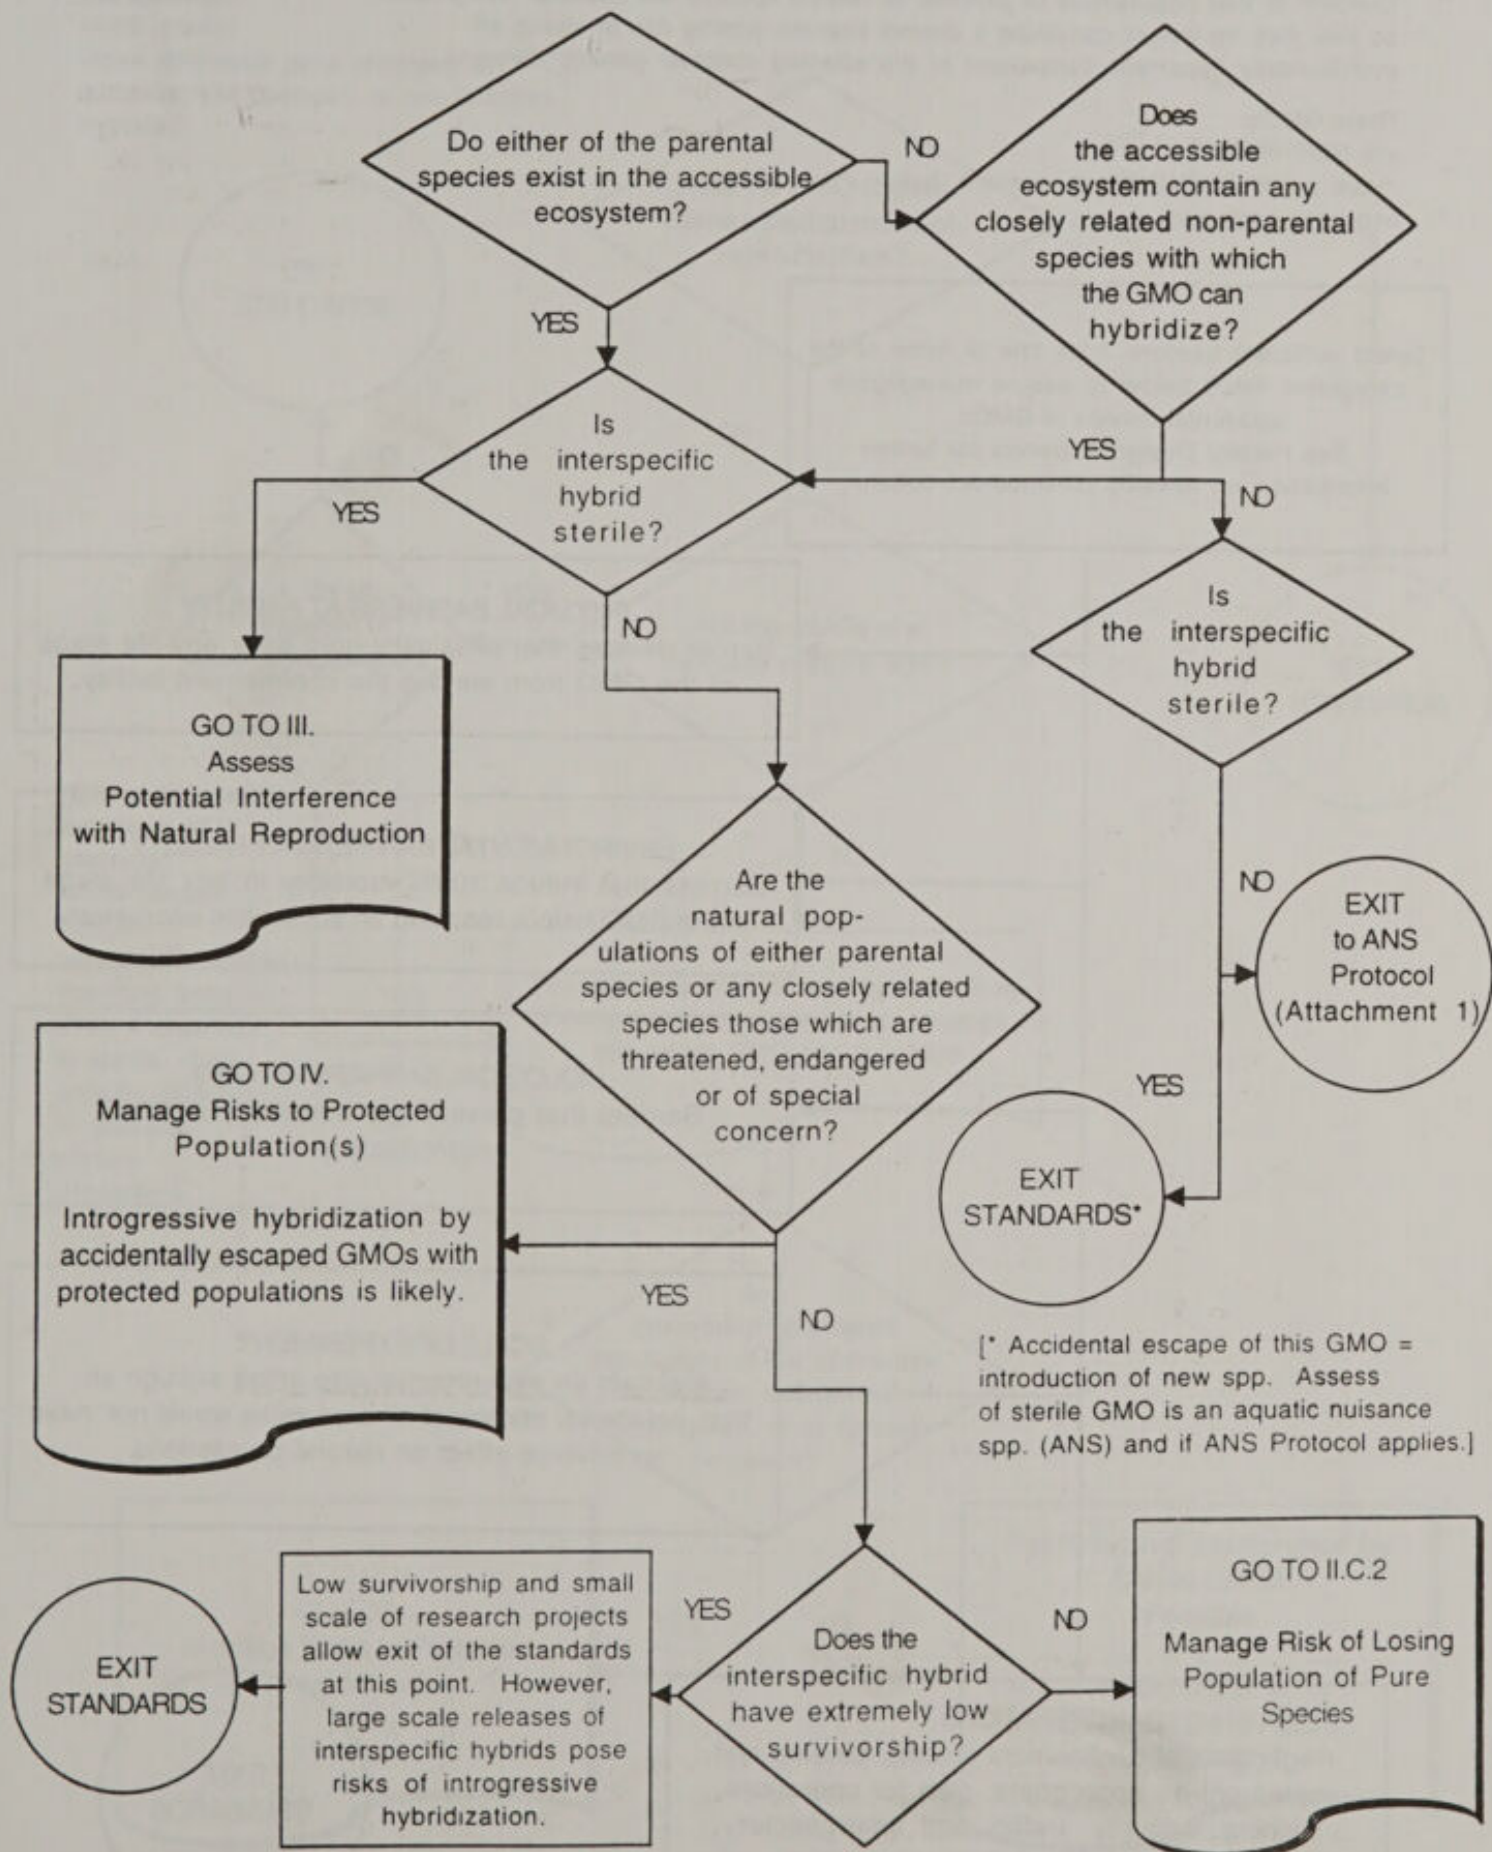 Do either of the parental
species exist in the accessible
ecosystem?
NO
Does
the accessible
ecosystem contain any
closely related non-parental
species with which
the GMO can
hybridize?
YES
YES
NO
Is
the interspecific
hybrid
sterile?
YES
NO
Is
the interspecific
hybrid
sterile?
GO TO III.
Assess
Potential Interference
with Natural Reproduction
NO
EXIT
to ANS
Protocol
(Attachment 1)
Are the
natural pop-
ulations of either parental
species or any closely related
species those which are
threatened, endangered
or of special
concern?
YES
EXIT
STANDARDS*
GO TO IV.
Manage Risks to Protected
Population(s)
Introgressive hybridization by
accidentally escaped GMOs with
protected populations is likely.
YES
NO
[* Accidental escape of this GMO =
introduction of new spp. Assess
of sterile GMO is an aquatic nuisance
spp. (ANS) and if ANS Protocol applies.]
EXIT
STANDARDS
Low survivorship and small
scale of research projects
allow exit of the standards
at this point. However,
large scale releases of
interspecific hybrids pose
risks of introgressive
hybridization.
YES
Does the
interspecific hybrid
have extremely low
survivorship?
NO
GO TO II.C.2
Manage Risk of Losing
Population of Pure
Species